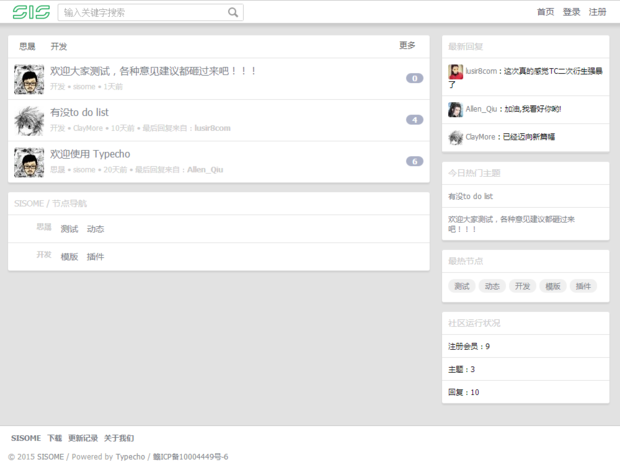 SIS
输入关键字搜索
首页 登录 注册
思晟 开发 更多
欢迎大家测试，各种意见建议都砸过来吧！！！
开发 • sisome • 1天前
0
有没to do list
开发 • ClayMore • 10天前 • 最后回复来自：lusir8com
4
欢迎使用 Typecho
思晟 • sisome • 20天前 • 最后回复来自：Allen_Qiu
6
SISOME / 节点导航
思晟 测试 动态
开发 模版 插件
最新回复
lusir8com：这次真的感觉TC二次衍生强暴了
Allen_Qiu：加油,我看好你哟!
ClayMore：已经迈向新篇幅
今日热门主题
有没to do list
欢迎大家测试，各种意见建议都砸过来
吧！！！
最热节点
测试 动态 开发 模版 插件
社区运行状况
注册会员：9
主题：3
回复：10
SISOME 下载 更新记录 关于我们
© 2015 SISOME / Powered by Typecho / 赣ICP备10004449号-6